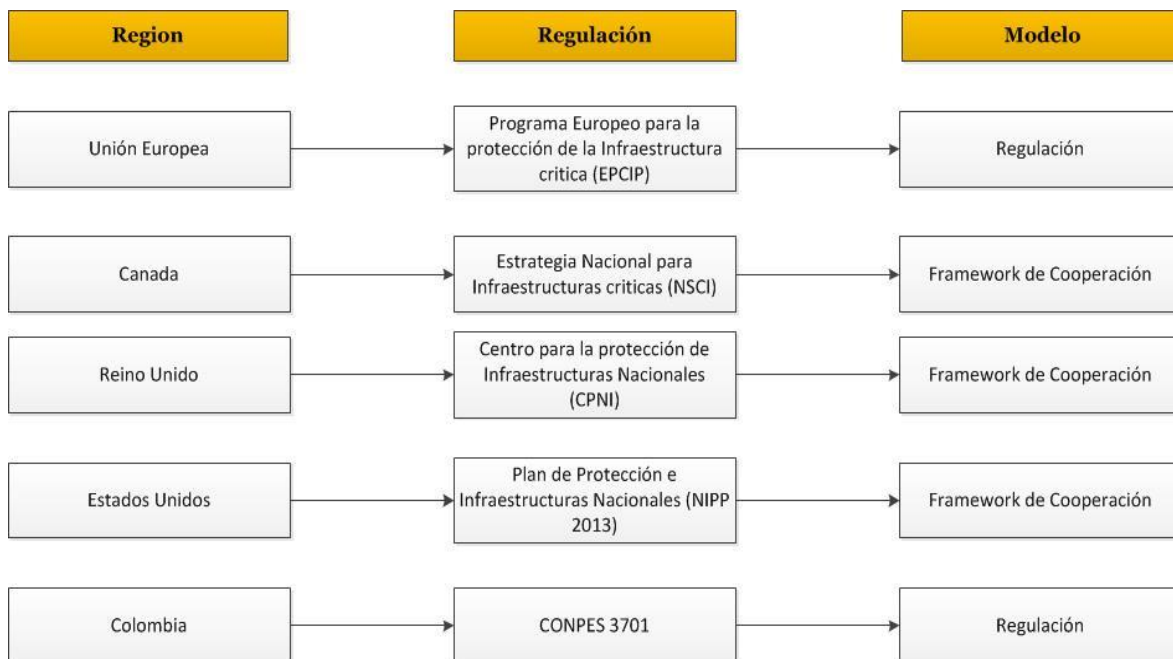 Region
Regulación
Modelo
Unión Europea
Programa Europeo para la
protección de la Infraestructura
critica (EPCIP)
Regulación
Canada
Estrategia Nacional para
Infraestructuras criticas (NSCI)
Framework de Cooperación
Reino Unido
Centro para la protección de
Infraestructuras Nacionales
(CPNI)
Framework de Cooperación
Estados Unidos
Plan de Protección e
Infraestructuras Nacionales (NIPP
2013)
Framework de Cooperación
Colombia
CONPES 3701
Regulación